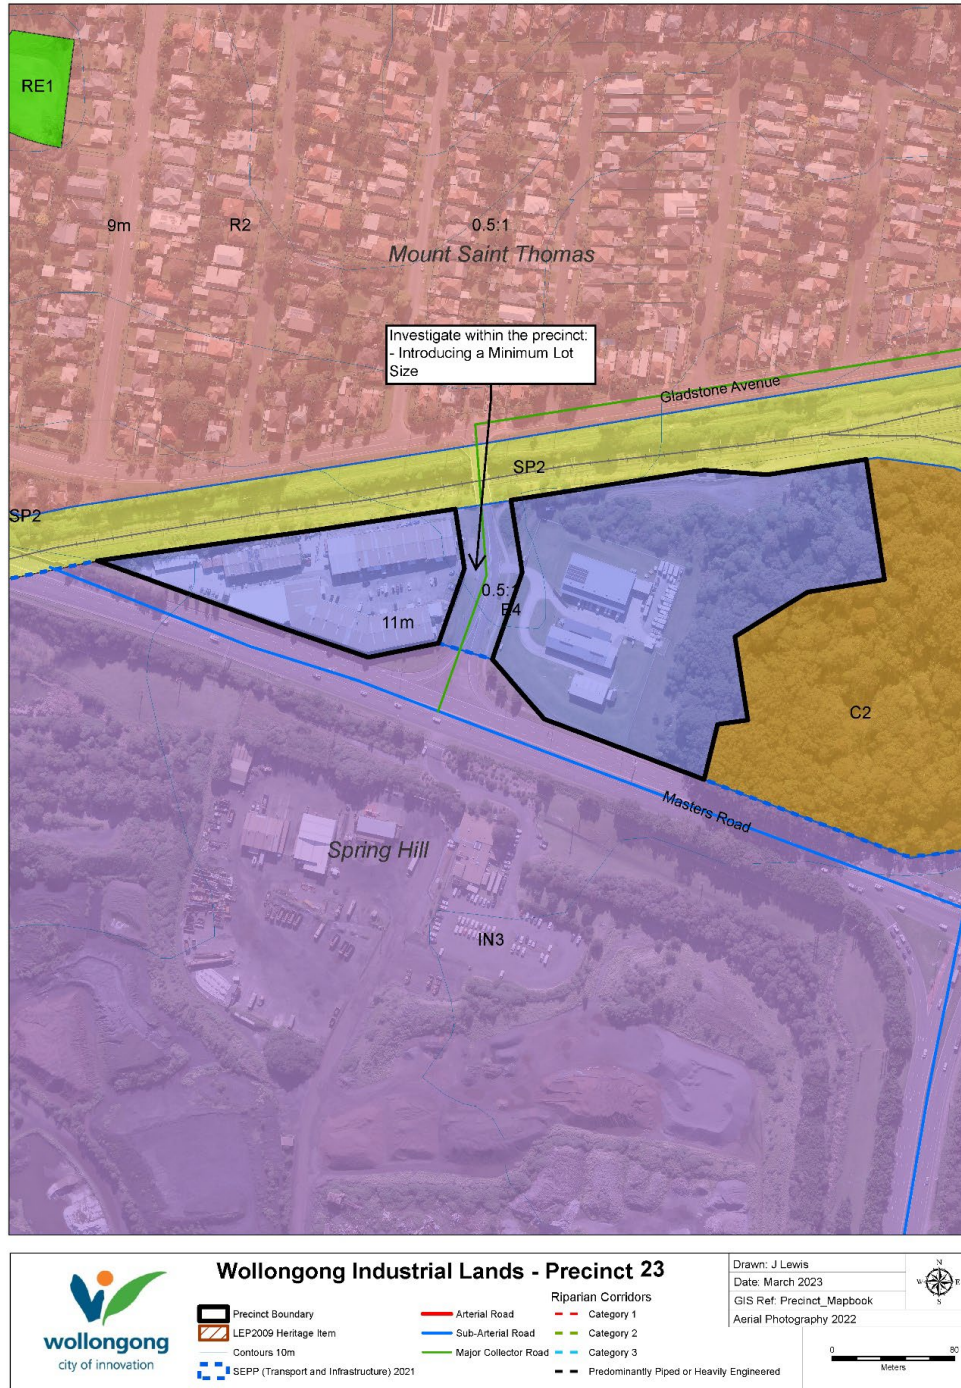 RE1
9m
R2
0.5:1
Mount Saint Thomas
Investigate within the precinct:
- Introducing a Minimum Lot
Size
Gladstone Avenue
SP2
SP2
0.5:1
E4
11m
C2
Masters Road
Spring Hill
IN3
wollongong
city of innovation
Wollongong Industrial Lands - Precinct 23
Precinct Boundary
LEP2009 Heritage Item
Contours 10m
SEPP (Transport and Infrastructure) 2021
Arterial Road
Sub-Arterial Road
Major Collector Road
Riparian Corridors
Category 1
Category 2
Category 3
Predominantly Piped or Heavily Engineered
Drawn: J Lewis
Date: March 2023
GIS Ref: Precinct_Mapbook
Aerial Photography 2022
N
W E
S
0 80
Meters